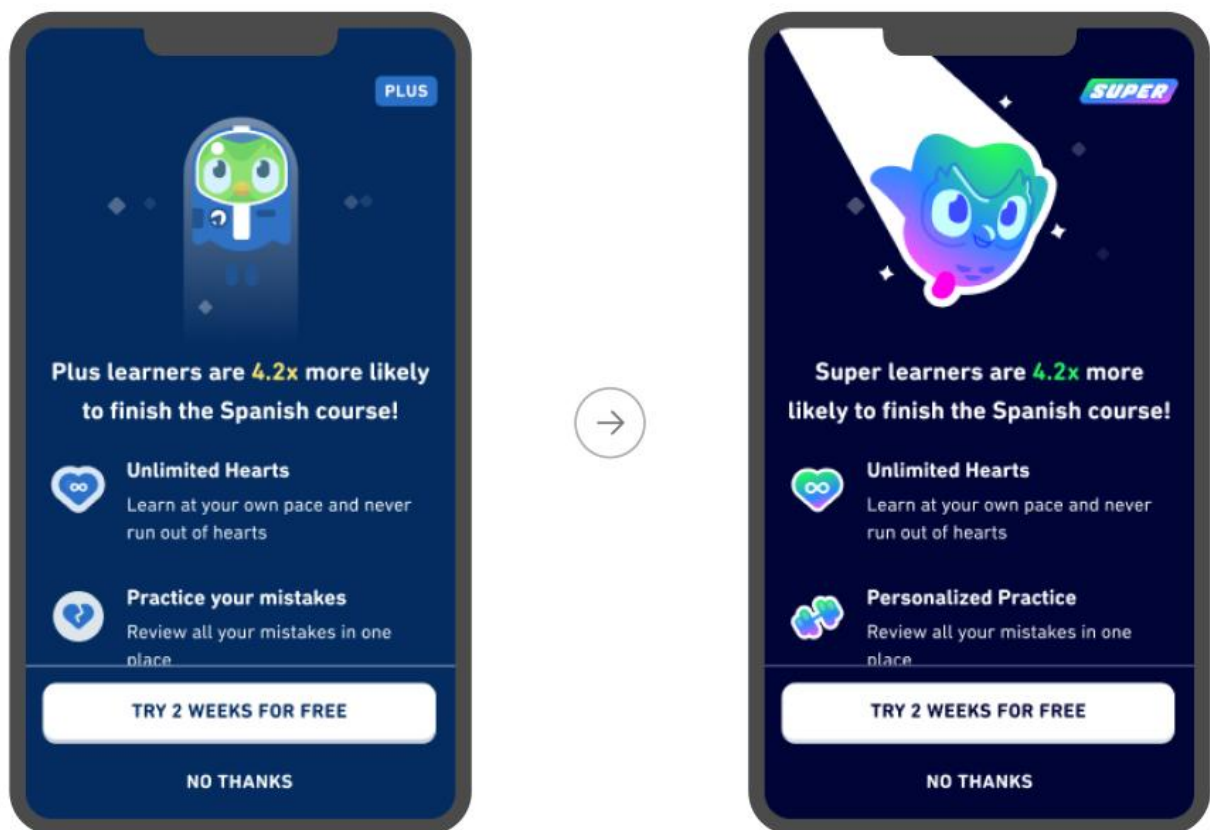 PLUS
Plus learners are 4.2x more likely
to finish the Spanish course!
Unlimited Hearts
Learn at your own pace and never
run out of hearts
Practice your mistakes
Review all your mistakes in one
place
TRY 2 WEEKS FOR FREE
NO THANKS
SUPER
Super learners are 4.2x more
likely to finish the Spanish course!
Unlimited Hearts
Learn at your own pace and never
run out of hearts
Personalized Practice
Review all your mistakes in one
place
TRY 2 WEEKS FOR FREE
NO THANKS